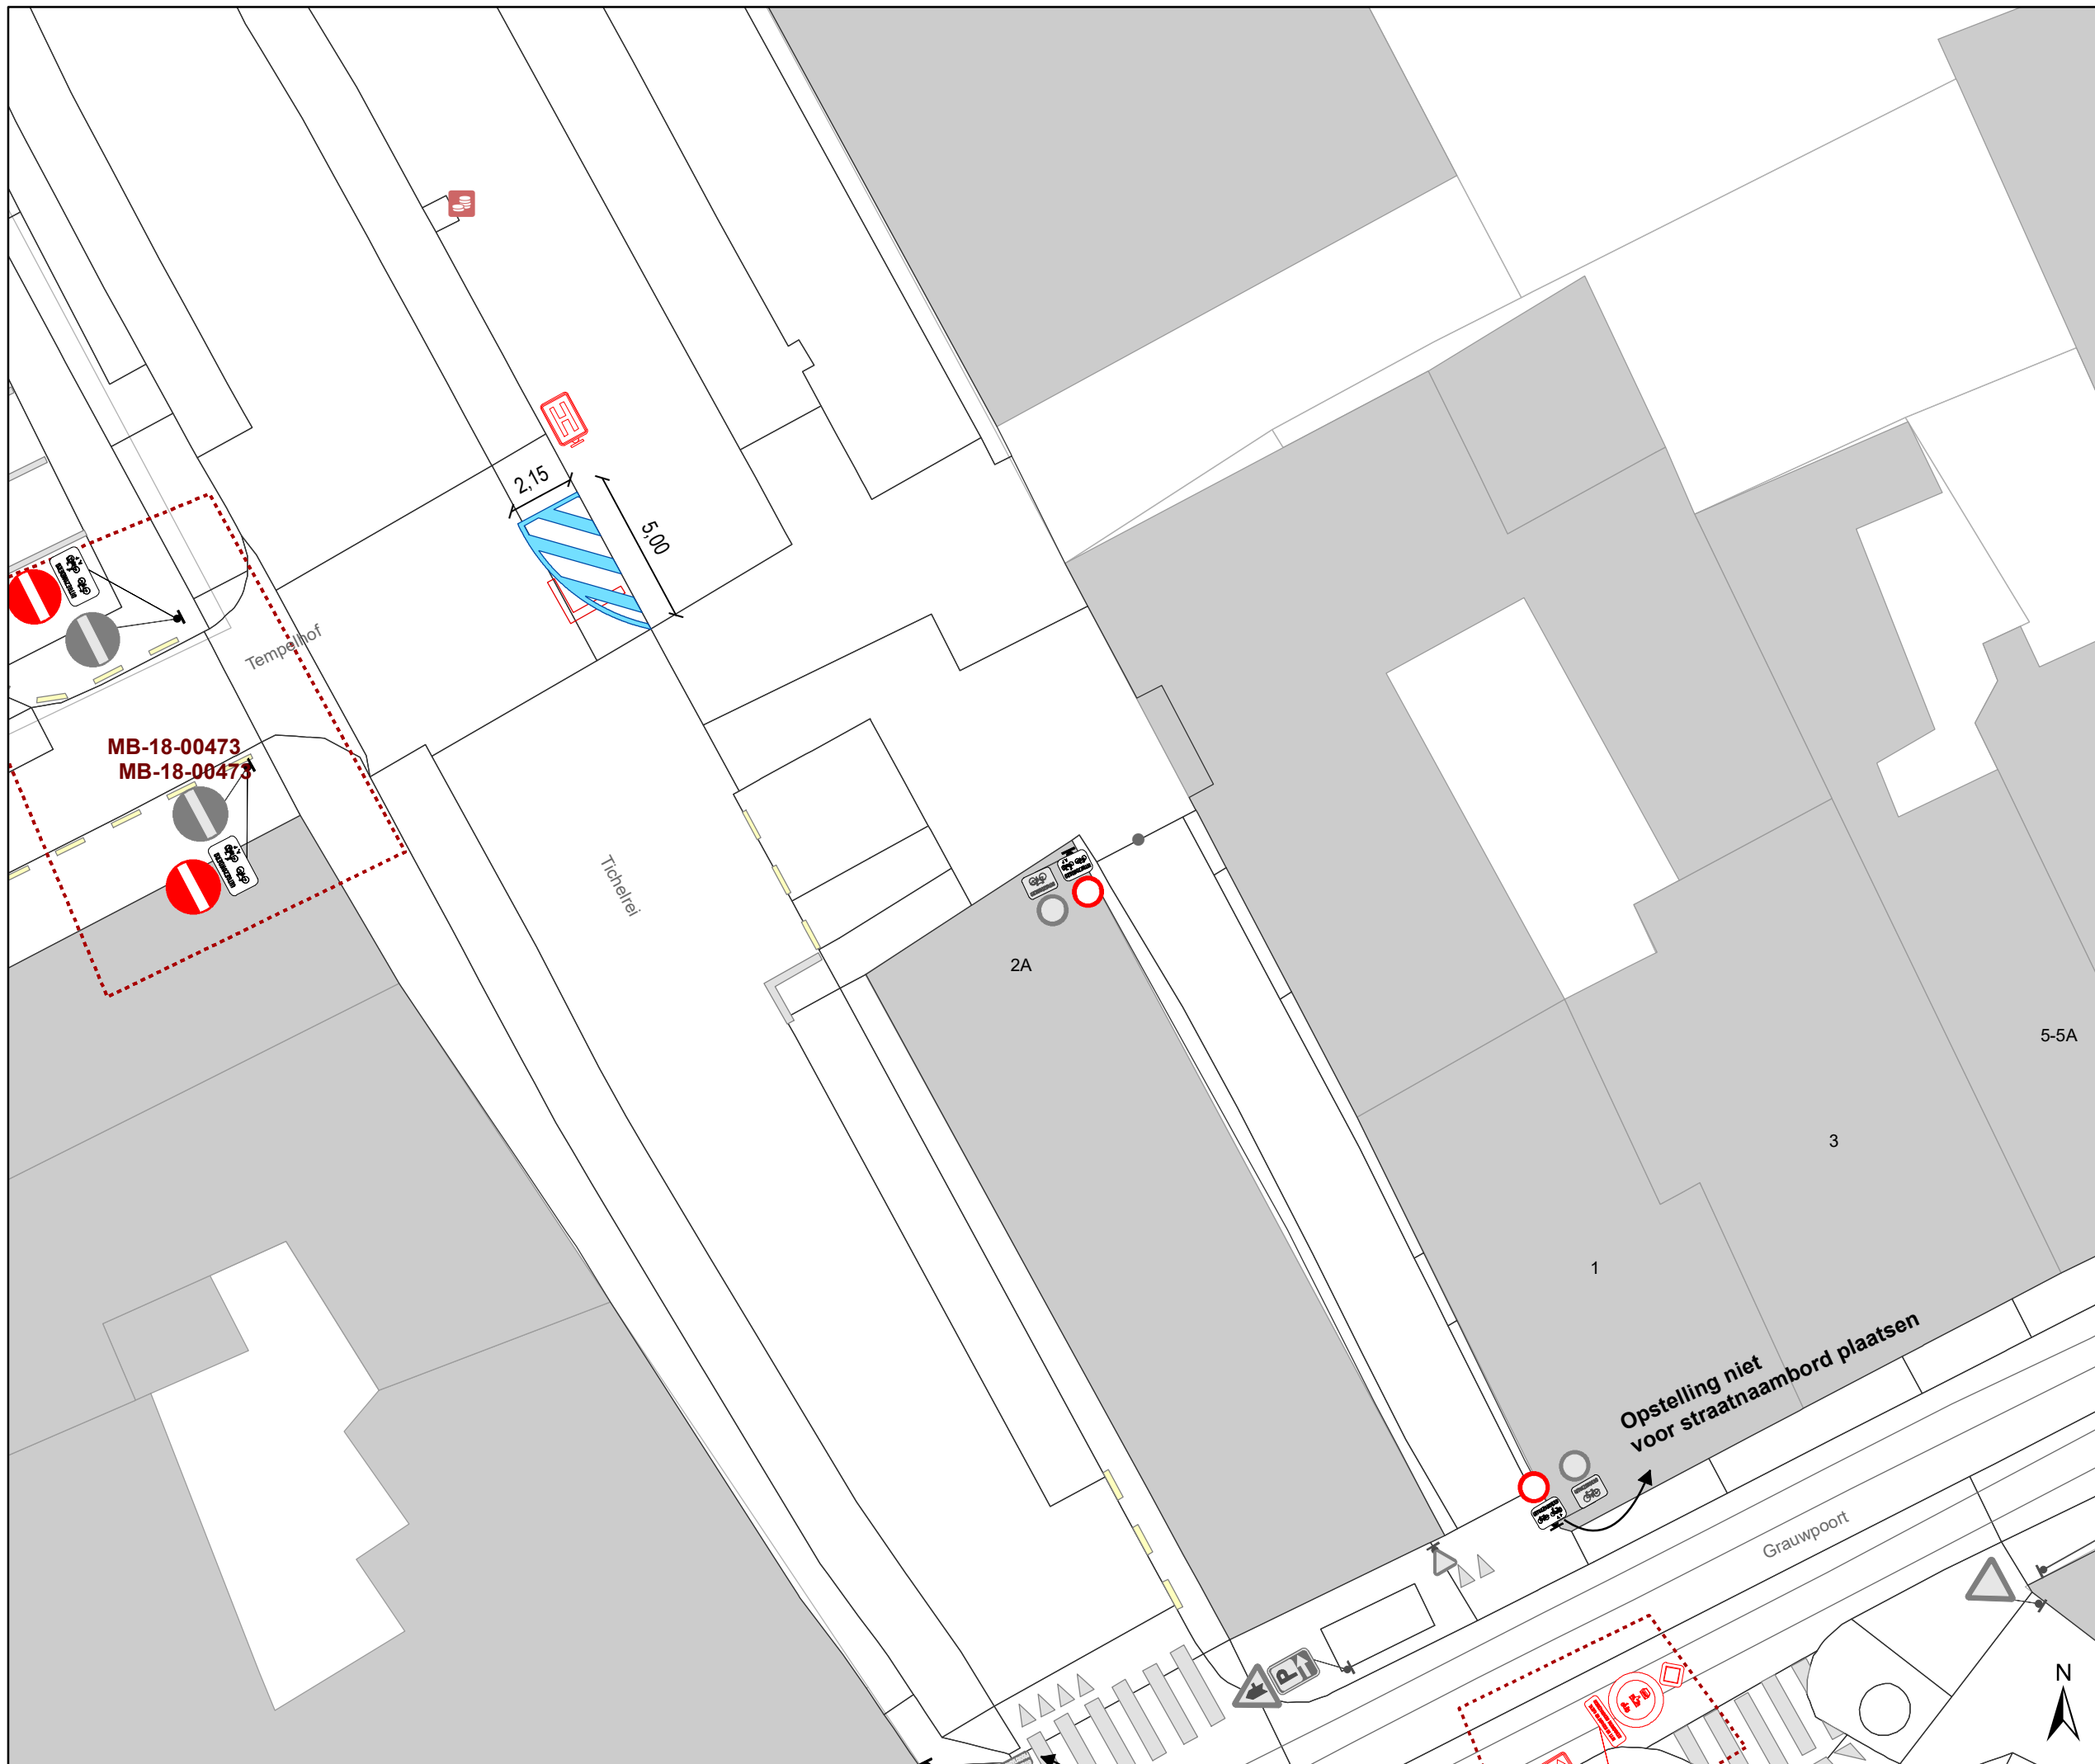 2,15
5,00
Tempelhof
MB-18-00473
MB-18-00473
Tichelrei
2A
5-5A
3
1
Opstelling niet
voor straatnaambord plaatsen
Grauwpoort
P
N